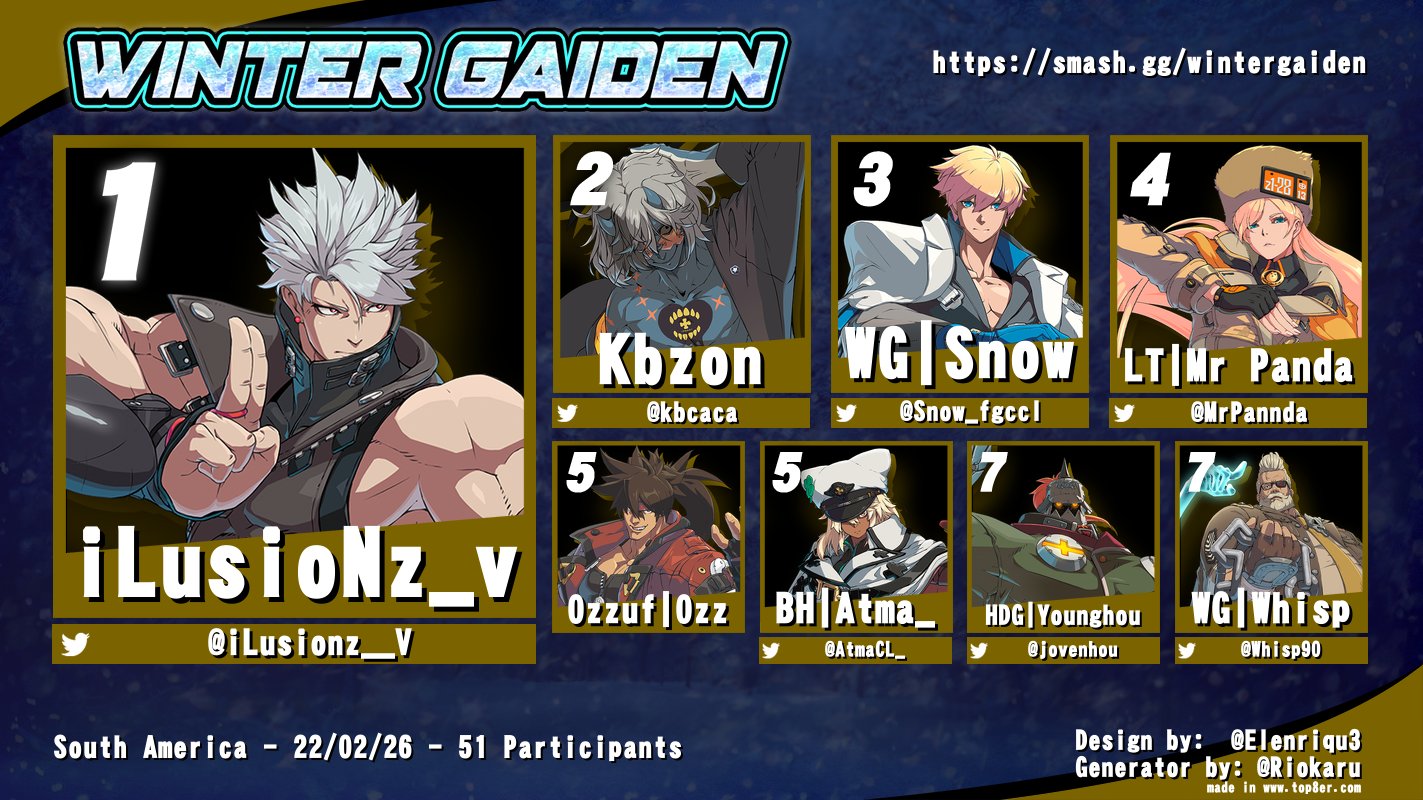 WINTER GAIDEN
https://smash.gg/wintergaiden
1
iLusioNz_v
@iLusionz__V
2
Kbzon
@kbcaca
3
WG|Snow
@Snow_fgccl
4
21-28
LT|Mr Panda
@MrPannda
5
Ozzuf|Ozz
5
BH|Atma_
@AtmaCL_
7
HDG|Younghou
@jovenhou
7
WG|Whisp
@Whisp90
South America - 22/02/26 - 51 Participants
Design by: @Elenriqu3
Generator by: @Riokaru
made in www.top8er.com